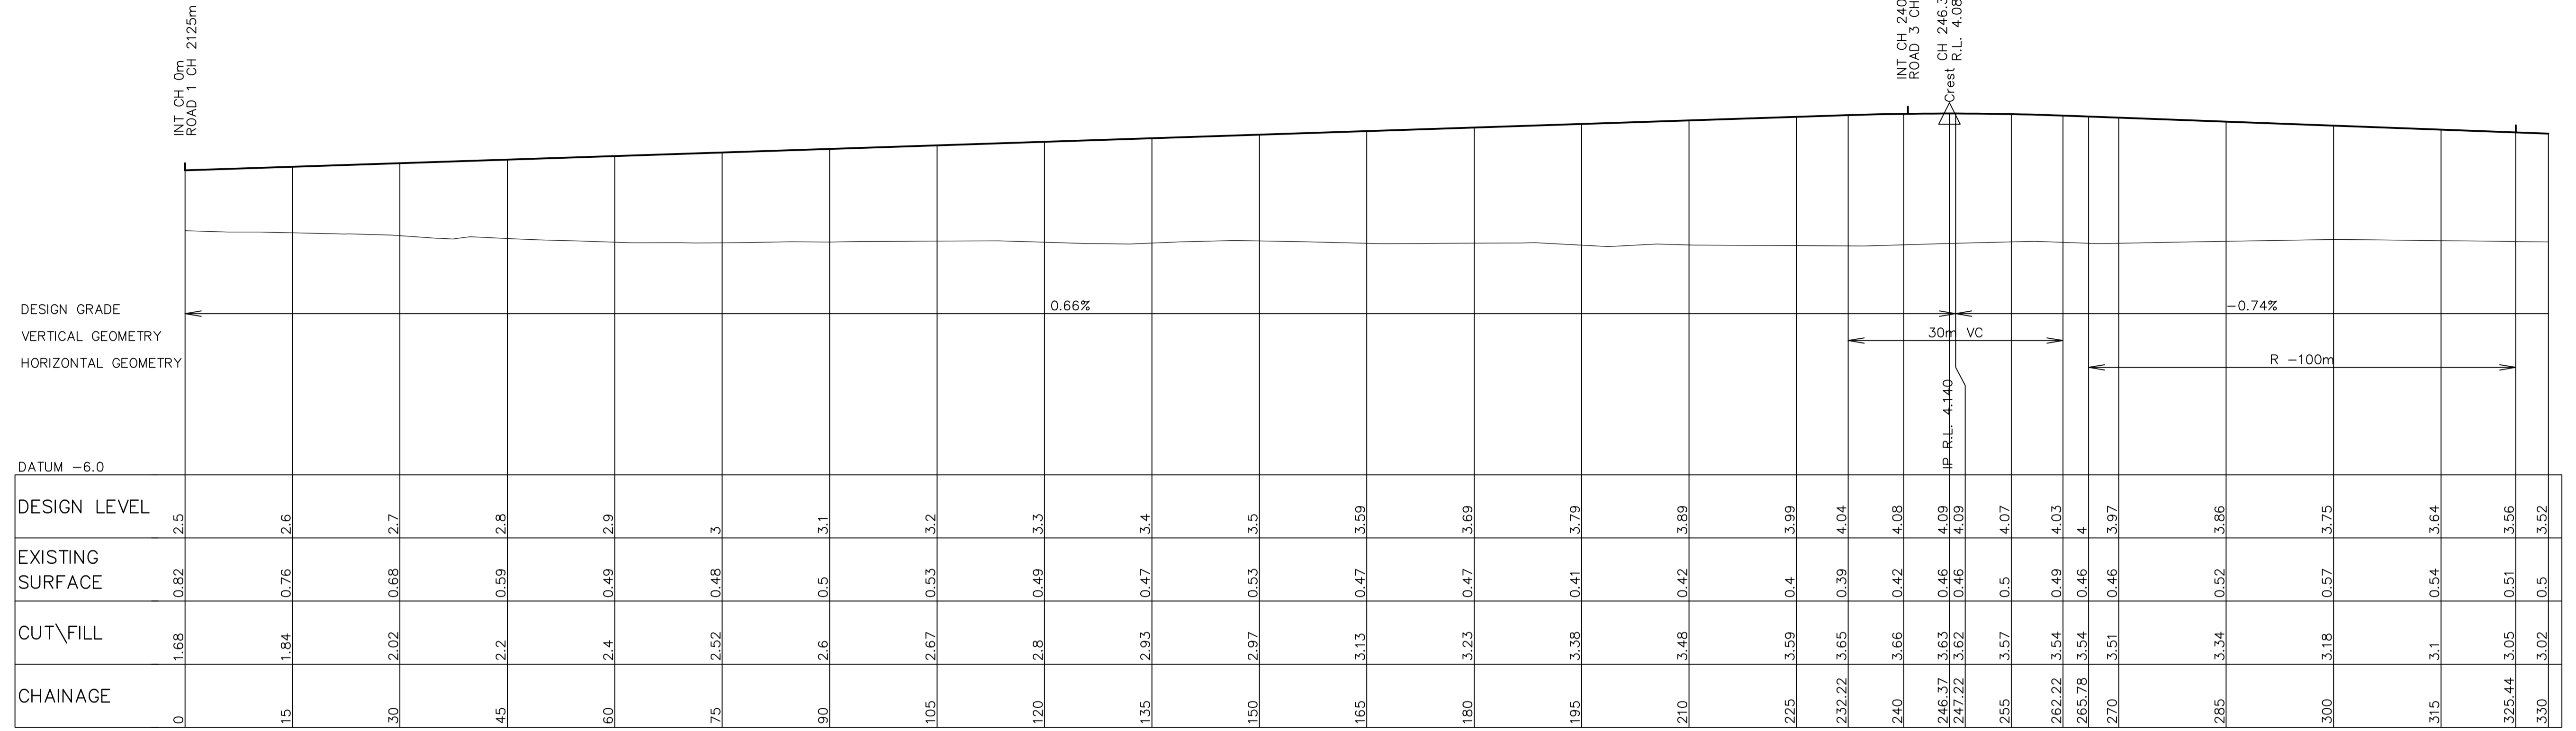 INT CH 0m
ROAD 1 CH 2125m
INT CH 240
ROAD 3 CH
Crest CH 246.3
R.L. 4.08
DESIGN GRADE
0.66%
-0.74%
VERTICAL GEOMETRY
30m VC
HORIZONTAL GEOMETRY
R -100m
IP R.L. 4.140
DATUM -6.0
DESIGN LEVEL 2.5 2.6 2.7 2.8 2.9 3 3.1 3.2 3.3 3.4 3.5 3.59 3.69 3.79 3.89 3.99 4.04 4.08 4.09 4.09 4.07 4.03 4 3.97 3.86 3.75 3.64 3.56 3.52
EXISTING
SURFACE 0.82 0.76 0.68 0.59 0.49 0.48 0.5 0.53 0.49 0.47 0.53 0.47 0.47 0.41 0.42 0.4 0.39 0.42 0.46 0.46 0.5 0.49 0.46 0.46 0.52 0.57 0.54 0.51 0.5
CUT\FILL 1.68 1.84 2.02 2.2 2.4 2.52 2.6 2.67 2.8 2.93 2.97 3.13 3.23 3.38 3.48 3.59 3.65 3.66 3.63 3.62 3.57 3.54 3.54 3.51 3.34 3.18 3.1 3.05 3.02
CHAINAGE 0 15 30 45 60 75 90 105 120 135 150 165 180 195 210 225 232.22 240 246.37 247.22 255 262.22 265.78 270 285 300 315 325.44 330